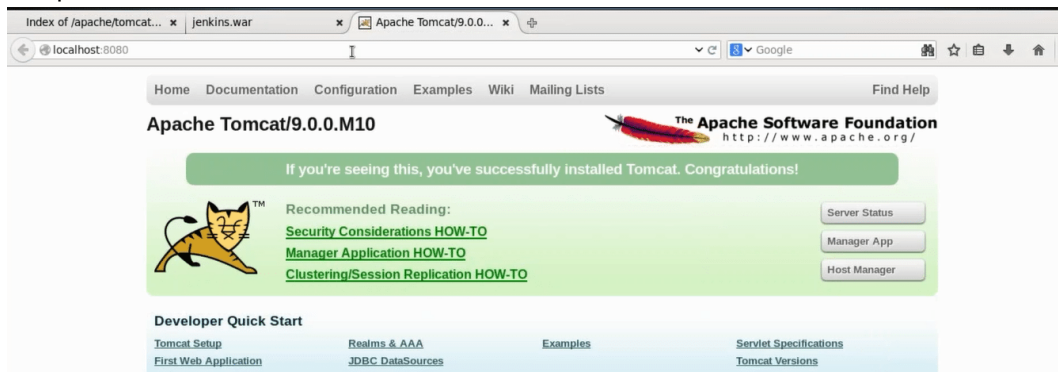 Index of /apache/tomcat... jenkins.war Apache Tomcat/9.0.0...
localhost:8080 Google
Home Documentation Configuration Examples Wiki Mailing Lists Find Help
Apache Tomcat/9.0.0.M10
The Apache Software Foundation
http://www.apache.org/
If you're seeing this, you've successfully installed Tomcat. Congratulations!
TM
Recommended Reading:
Security Considerations HOW-TO
Manager Application HOW-TO
Clustering/Session Replication HOW-TO
Server Status
Manager App
Host Manager
Developer Quick Start
Tomcat Setup Realms & AAA Examples Servlet Specifications
First Web Application JDBC DataSources Tomcat Versions